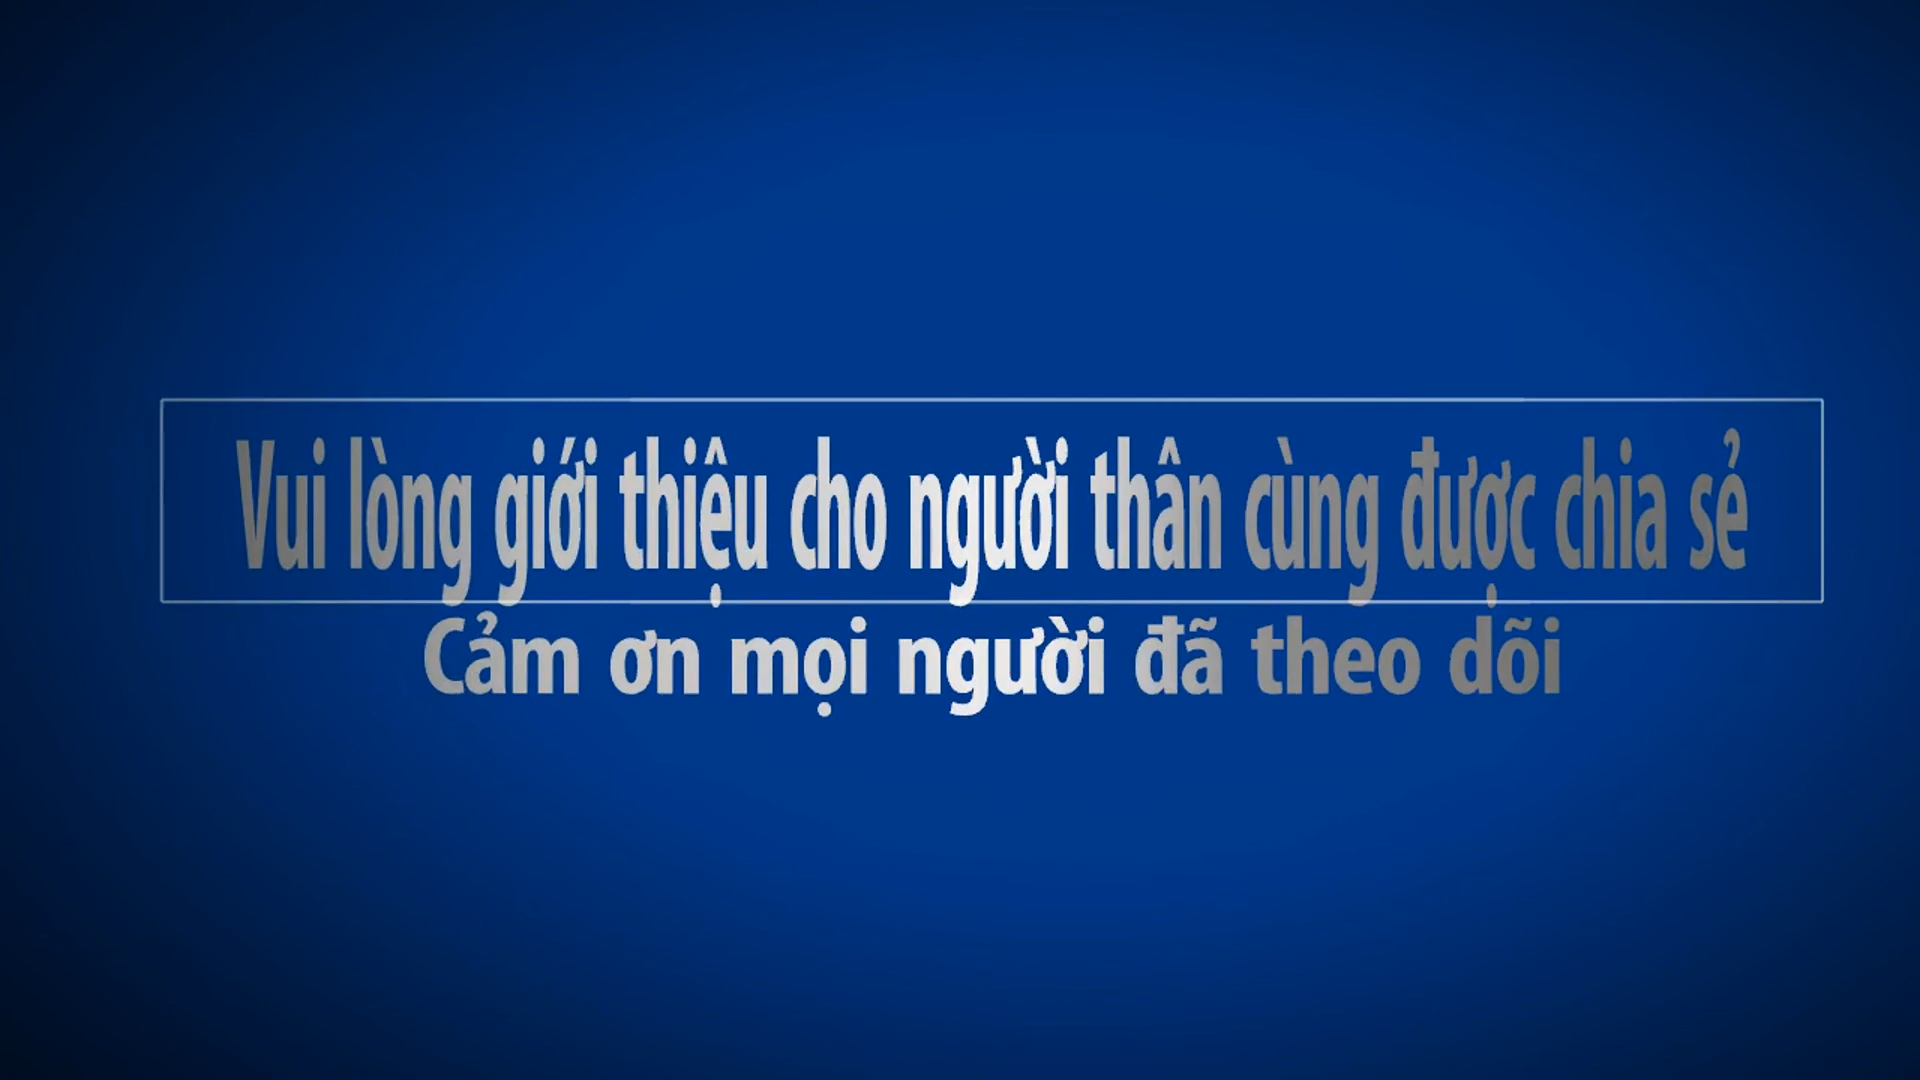 Vui lòng giới thiệu cho người thân cùng được chia sẻ
Cảm ơn mọi người đã theo dõi